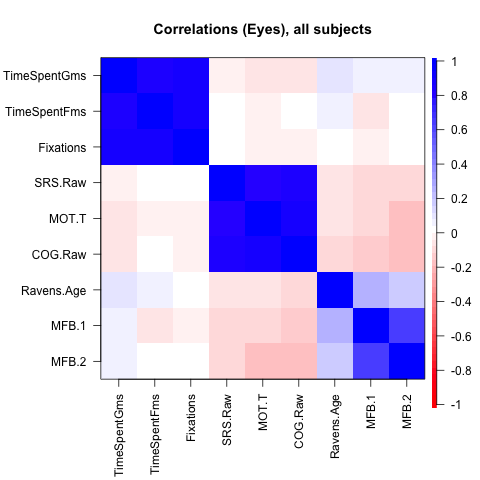 Correlations (Eyes), all subjects
TimeSpentGms
TimeSpentFms
Fixations
SRS.Raw
MOT.T
COG.Raw
Ravens.Age
MFB.1
MFB.2
1
0.8
0.6
0.4
0.2
0
-0.2
-0.4
-0.6
-0.8
-1
TimeSpentGms
TimeSpentFms
Fixations
SRS.Raw
MOT.T
COG.Raw
Ravens.Age
MFB.1
MFB.2